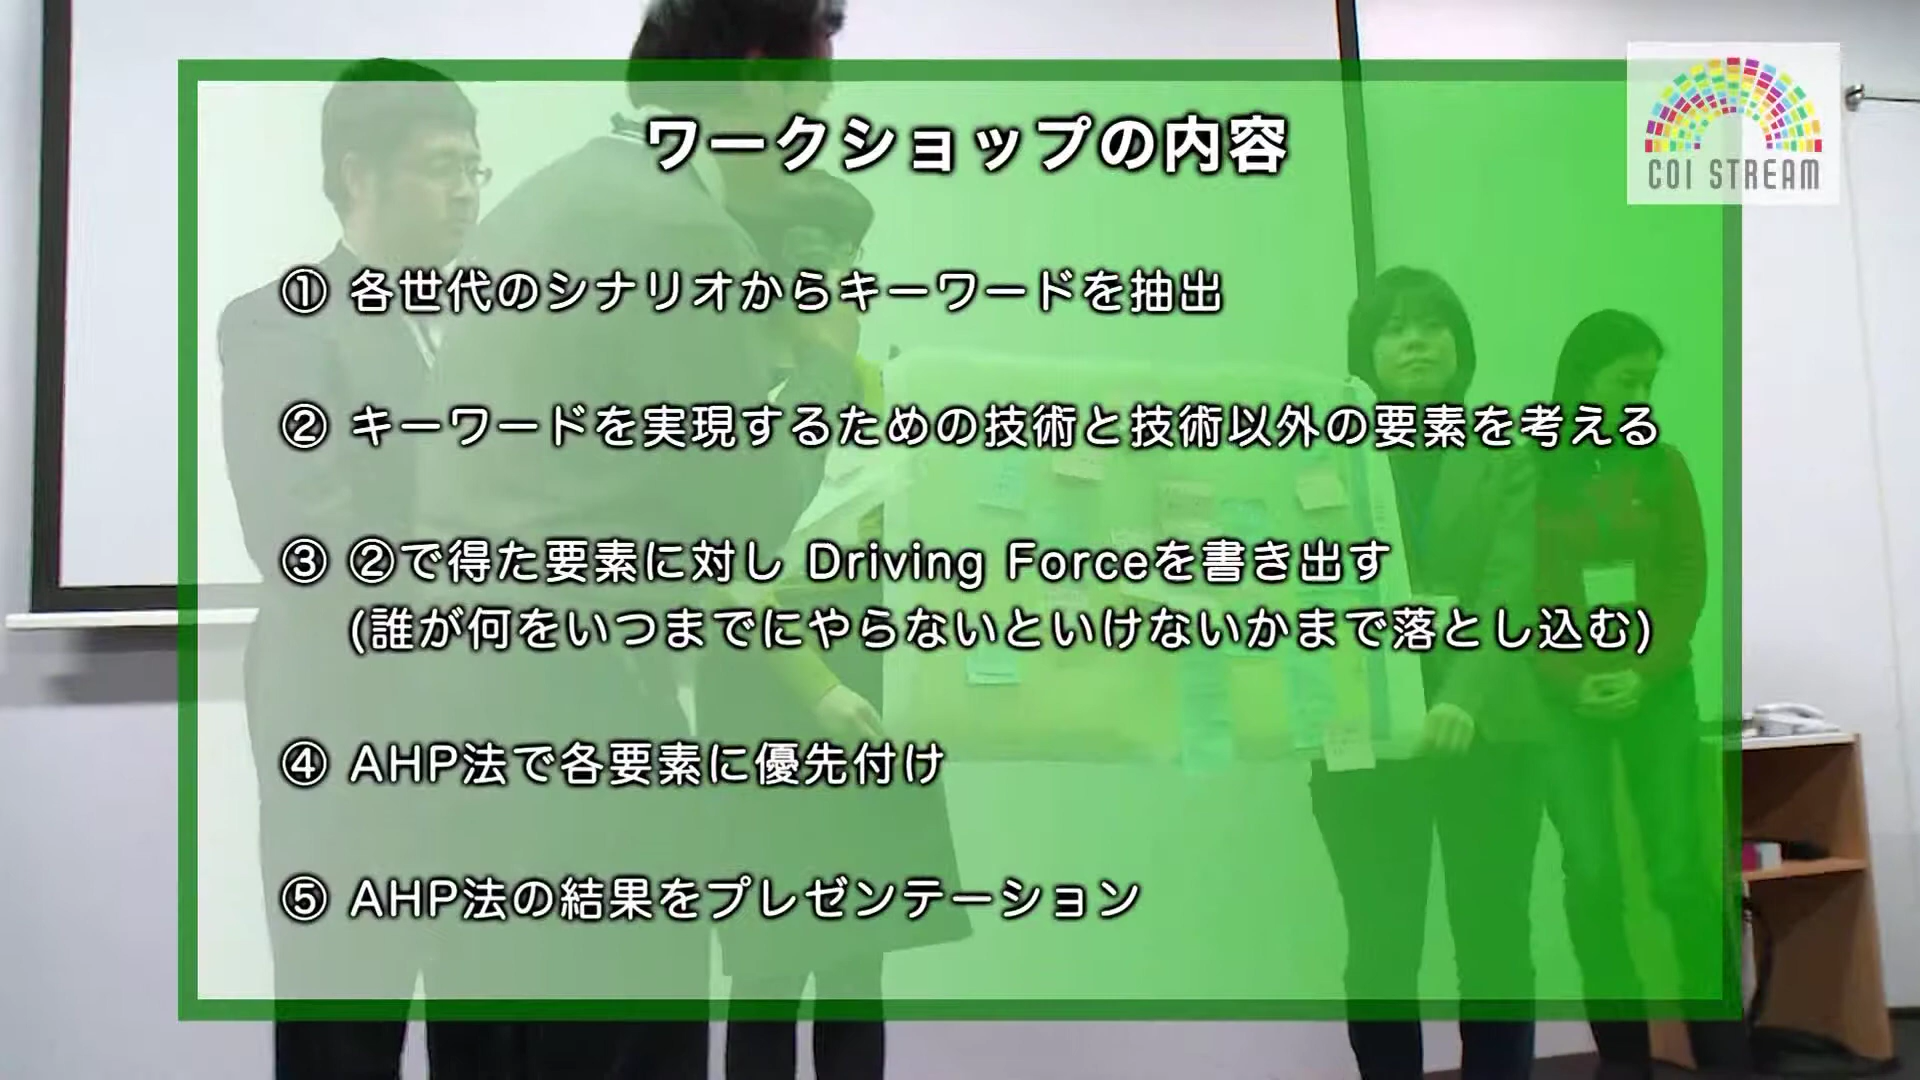 ワークショップの内容
COI STREAM
① 各世代のシナリオからキーワードを抽出
② キーワードを実現するための技術と技術以外の要素を考える
③ ②で得た要素に対し Driving Forceを書き出す
(誰が何をいつまでにやらないといけないかまで落とし込む)
④ AHP法で各要素に優先付け
⑤ AHP法の結果をプレゼンテーション